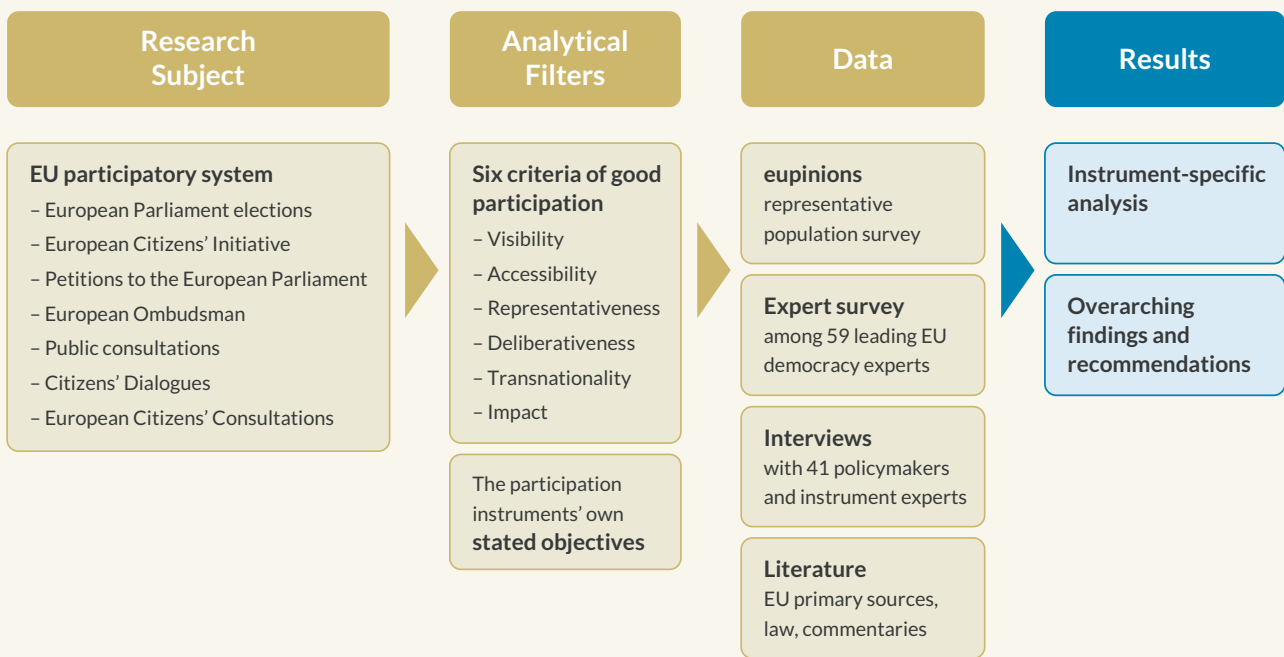 Research
Subject
Analytical
Filters
Data
Results
EU participatory system
– European Parliament elections
– European Citizens’ Initiative
– Petitions to the European Parliament
– European Ombudsman
– Public consultations
– Citizens’ Dialogues
– European Citizens’ Consultations
Six criteria of good
participation
– Visibility
– Accessibility
– Representativeness
– Deliberativeness
– Transnationality
– Impact
The participation
instruments’ own
stated objectives
eupinions
representative
population survey
Expert survey
among 59 leading EU
democracy experts
Interviews
with 41 policymakers
and instrument experts
Literature
EU primary sources,
law, commentaries
Instrument-specific
analysis
Overarching
findings and
recommendations